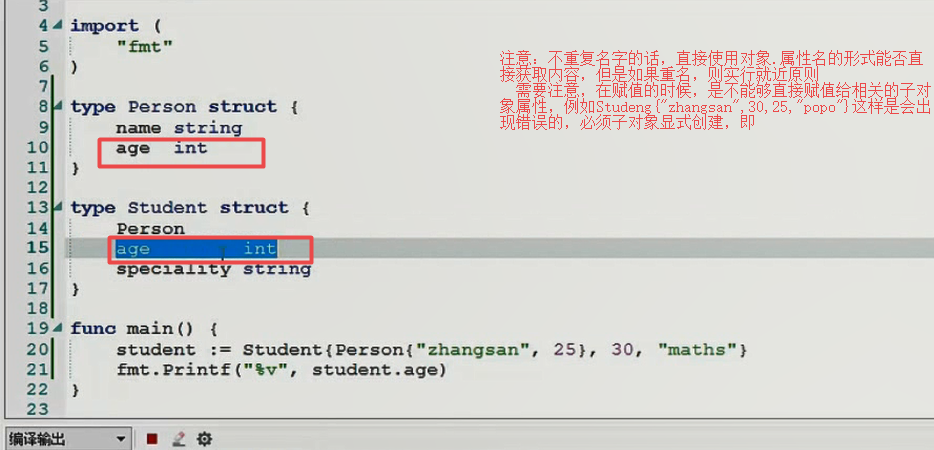 3
4 import (
5 "fmt"
6 )
7
8 type Person struct {
9 name string
10 age int
11 }
12
13 type Student struct {
14 Person
15 age int
16 speciality string
17 }
18
19 func main() {
20 student := Student{Person{"zhangsan", 25}, 30, "maths"}
21 fmt.Printf("%v", student.age)
22 }
23
注意：不重复名字的话，直接使用对象.属性名的形式能否直
接获取内容，但是如果重名，则实行就近原则
需要注意，在赋值的时候，是不能够直接赋值给相关的子对
象属性，例如Studeng{"zhangsan",30,25,"popo"}这样是会出
现错误的，必须子对象显式创建，即
编译输出